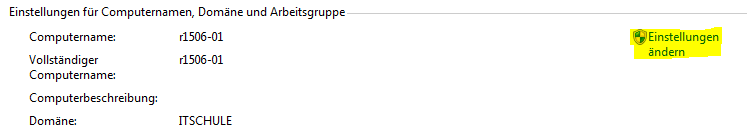 Einstellungen für Computernamen, Domäne und Arbeitsgruppe
Computername: r1506-01
Einstellungen
ändern
Vollständiger r1506-01
Computername:
Computerbeschreibung:
Domäne: ITSCHULE